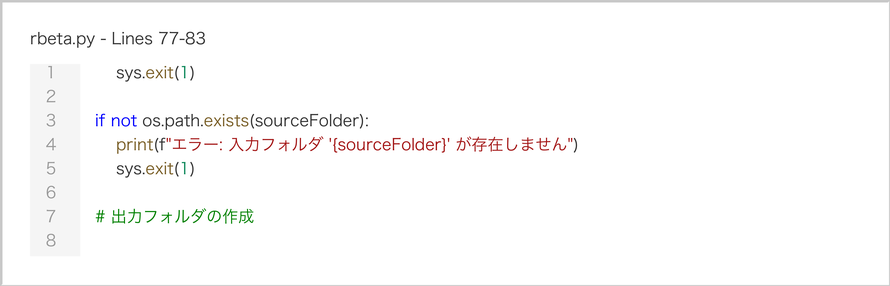 rbeta.py - Lines 77-83
1 sys.exit(1)
2
3 if not os.path.exists(sourceFolder):
4 print(f"エラー: 入力フォルダ '{sourceFolder}' が存在しません")
5 sys.exit(1)
6
7 # 出力フォルダの作成
8